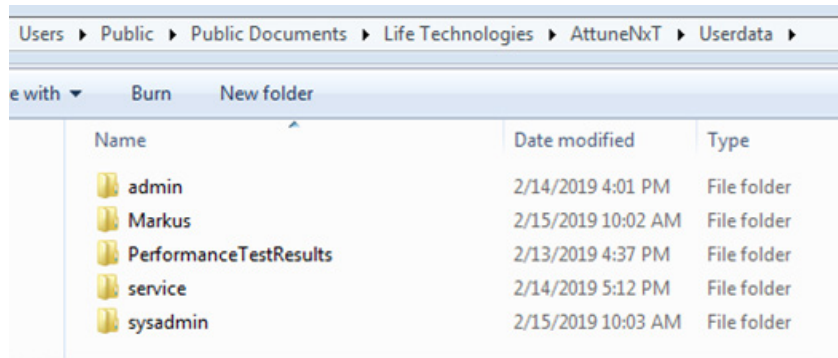 Users ▸ Public ▸ Public Documents ▸ Life Technologies ▸ AttuneNxT ▸ Userdata ▸
e with ▾ Burn New folder
Name Date modified Type
admin 2/14/2019 4:01 PM File folder
Markus 2/15/2019 10:02 AM File folder
PerformanceTestResults 2/13/2019 4:37 PM File folder
service 2/14/2019 5:12 PM File folder
sysadmin 2/15/2019 10:03 AM File folder